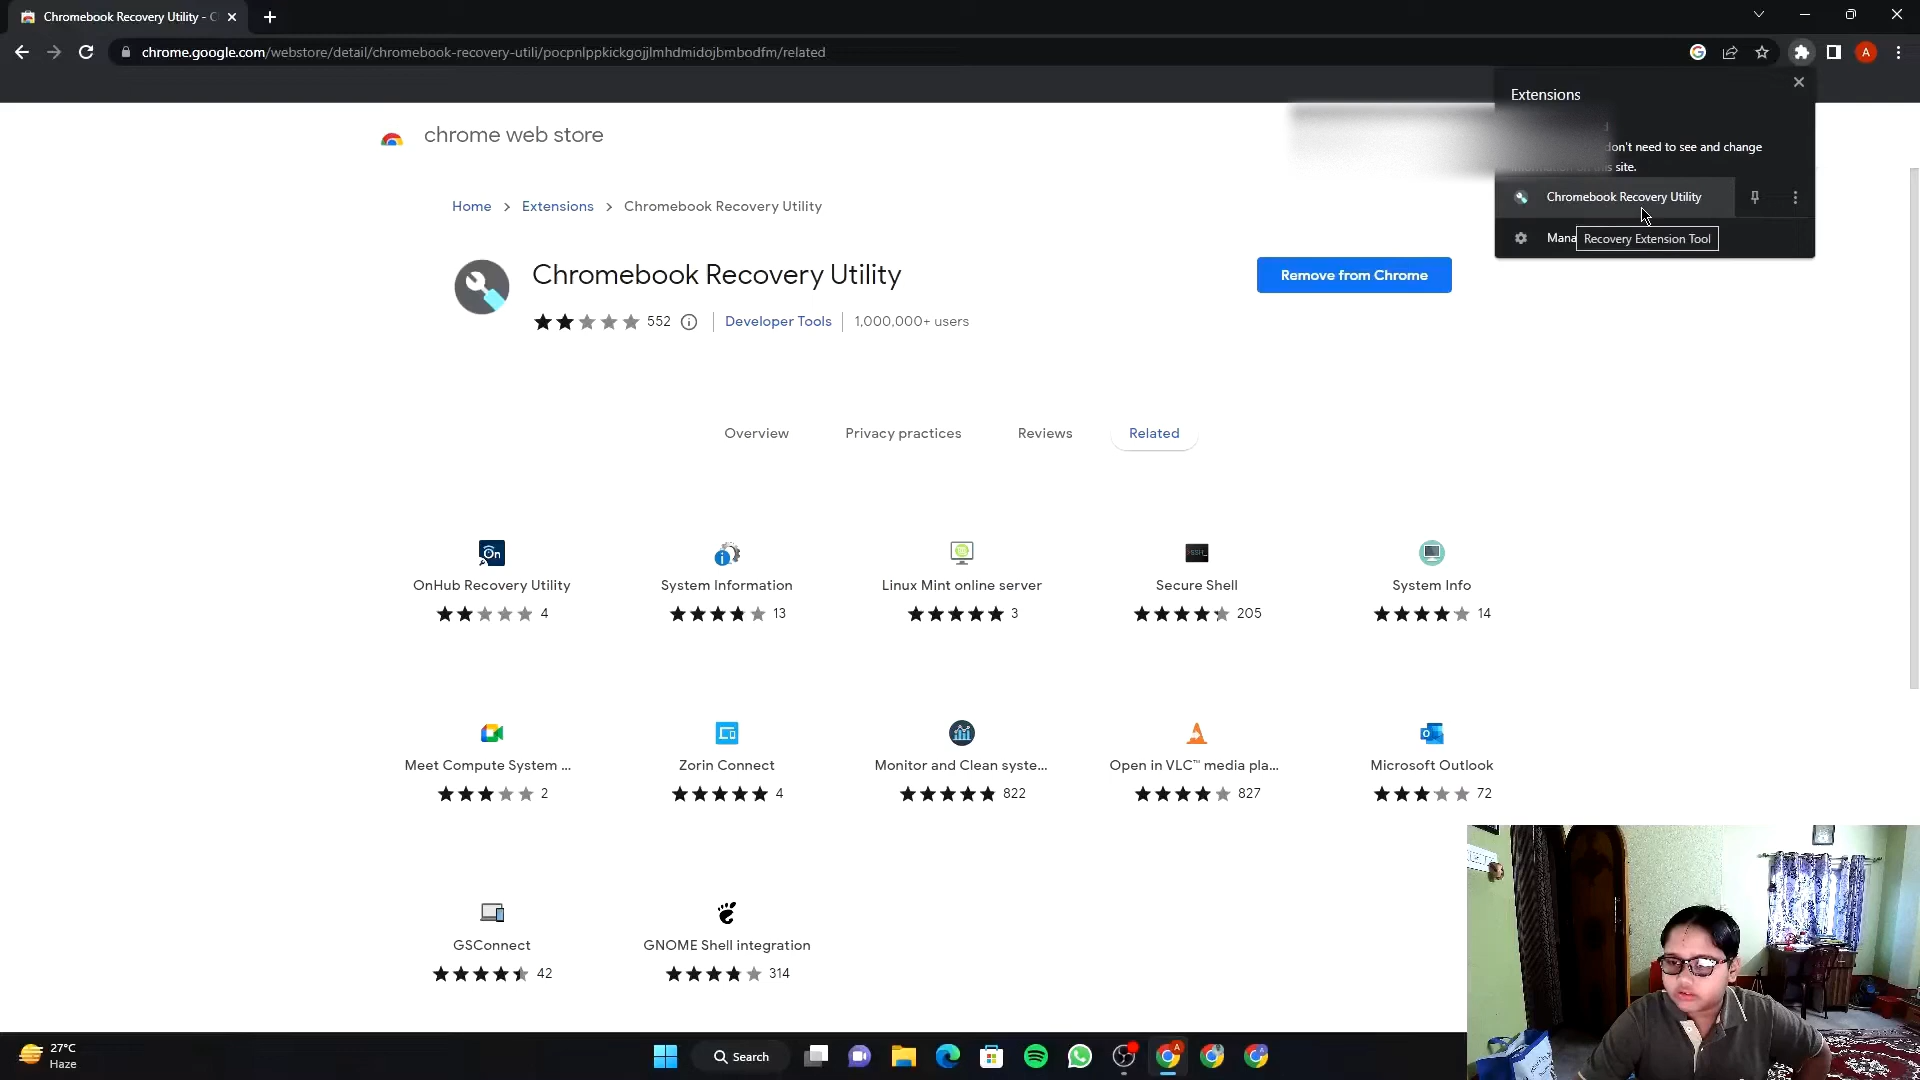 Chromebook Recovery Utility - C
chrome.google.com/webstore/detail/chromebook-recovery-utili/pocpnlppkickgojjlmhdmidojbmbodfm/related
A
Extensions
don't need to see and change
site.
Chromebook Recovery Utility
Mana
Recovery Extension Tool
chrome web store
Home > Extensions > Chromebook Recovery Utility
Chromebook Recovery Utility
Remove from Chrome
552 Developer Tools 1,000,000+ users
Overview Privacy practices Reviews Related
OnHub Recovery Utility System Information Linux Mint online server Secure Shell System Info
4 13 3 205 14
Meet Compute System ... Zorin Connect Monitor and Clean syste... Open in VLC™ media pla... Microsoft Outlook
2 4 822 827 72
GSConnect GNOME Shell integration
42 314
27°C
Haze
Search